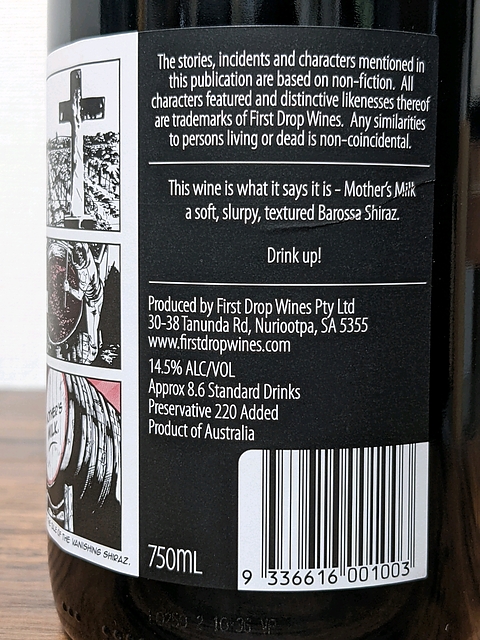 The stories, incidents and characters mentioned in
this publication are based on non-fiction. All
characters featured and distinctive likenesses thereof
are trademarks of First Drop Wines. Any similarities
to persons living or dead is non-coincidental.
This wine is what it says it is – Mother's Milk
a soft, slurpy, textured Barossa Shiraz.
Drink up!
Produced by First Drop Wines Pty Ltd
30-38 Tanunda Rd, Nuriootpa, SA 5355
www.firstdropwines.com
14.5% ALC/VOL
Approx 8.6 Standard Drinks
Preservative 220 Added
Product of Australia
750ML
9 336616 001003
OF THE VANISHING SHIRAZ.